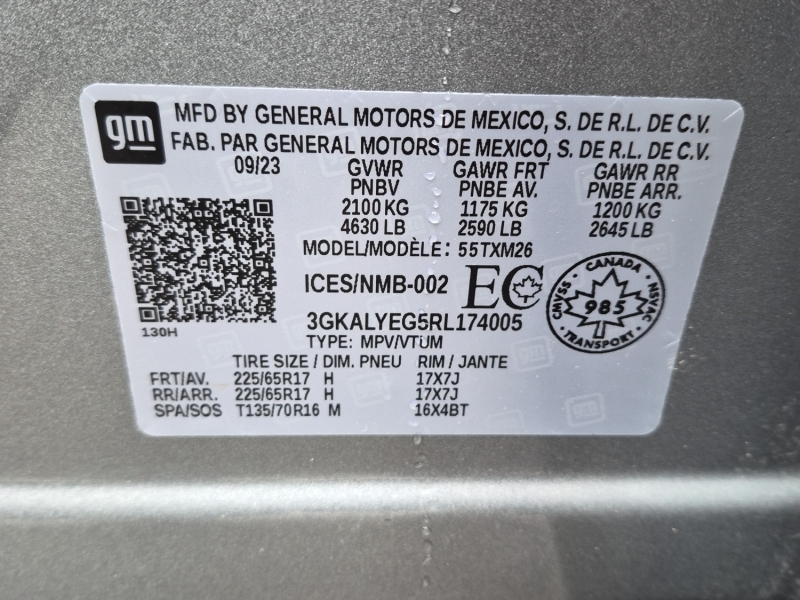 gm
MFD BY GENERAL MOTORS DE MEXICO, S. DE R.L. DE C.V.
FAB. PAR GENERAL MOTORS DE MEXICO, S. DE R.L. DE C.V.
09/23 GVWR GAWR FRT GAWR RR
PNBV PNBE AV. PNBE ARR.
2100 KG 1175 KG 1200 KG
4630 LB 2590 LB 2645 LB
MODEL/MODÈLE: 55TXM26
ICES/NMB-002 EC
CANADA
CMVSS 985 NSVAC
TRANSPORT
3GKALYEG5RL174005
130H
TYPE: MPV/VTUM
TIRE SIZE / DIM. PNEU RIM / JANTE
FRT/AV. 225/65R17 H 17X7J
RR/ARR. 225/65R17 H 17X7J
SPA/SOS T135/70R16 M 16X4BT